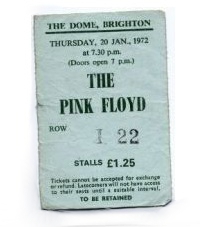 THE DOME, BRIGHTON
THURSDAY, 20 JAN., 1972
at 7.30 p.m.
(Doors open 7 p.m.)
THE
PINK FLOYD
ROW I 22
STALLS £1.25
Tickets cannot be accepted for exchange
or refund. Latecomers will not have access
to their seats until a suitable interval.
TO BE RETAINED